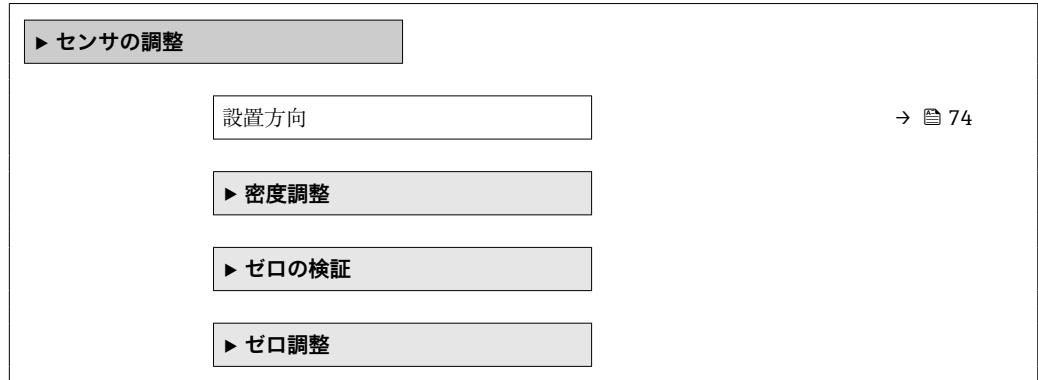 ▶ センサの調整
設置方向 → 74
▶ 密度調整
▶ ゼロの検証
▶ ゼロ調整